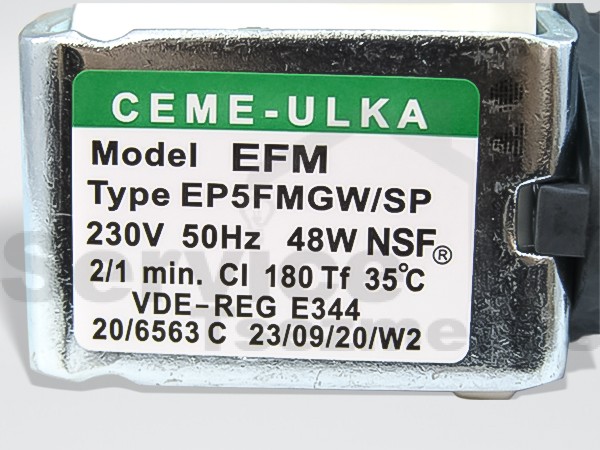 CEME-ULKA
Model EFM
Type EP5FMGW/SP
230V 50Hz 48W NSF®
2/1 min. Cl 180 Tf 35°C
VDE-REG E344
20/6563 C 23/09/20/W2
Service